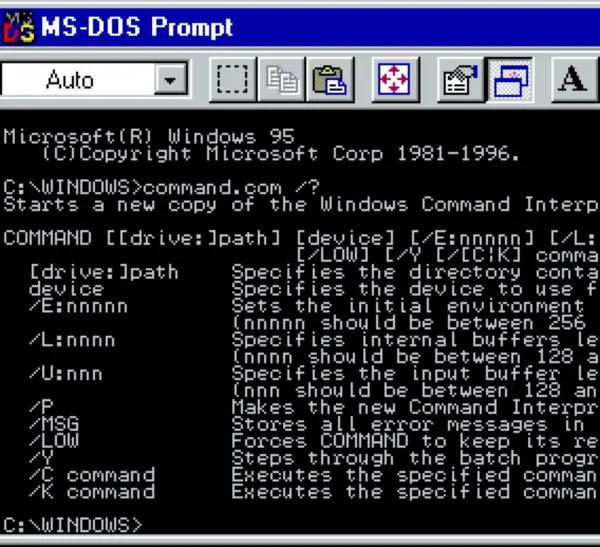 MS-DOS Prompt
Auto
A
Microsoft(R) Windows 95
(C)Copyright Microsoft Corp 1981-1996.
C:\WINDOWS>command.com /?
Starts a new copy of the Windows Command Interp
COMMAND [[drive:]path] [device] [/E:nnnnn] [/L:
[/LOW] [/Y [/[C¦K] comma
[drive:]path Specifies the directory conta
device Specifies the device to use f
/E:nnnnn Sets the initial environment
(nnnnn should be between 256
/L:nnnn Specifies internal buffers le
(nnnn should be between 128 a
/U:nnn Specifies the input buffer le
(nnn should be between 128 an
/P Makes the new Command Interpr
/MSG Stores all error messages in
/LOW Forces COMMAND to keep its re
/Y Steps through the batch progr
/C command Executes the specified comman
/K command Executes the specified comman
C:\WINDOWS>